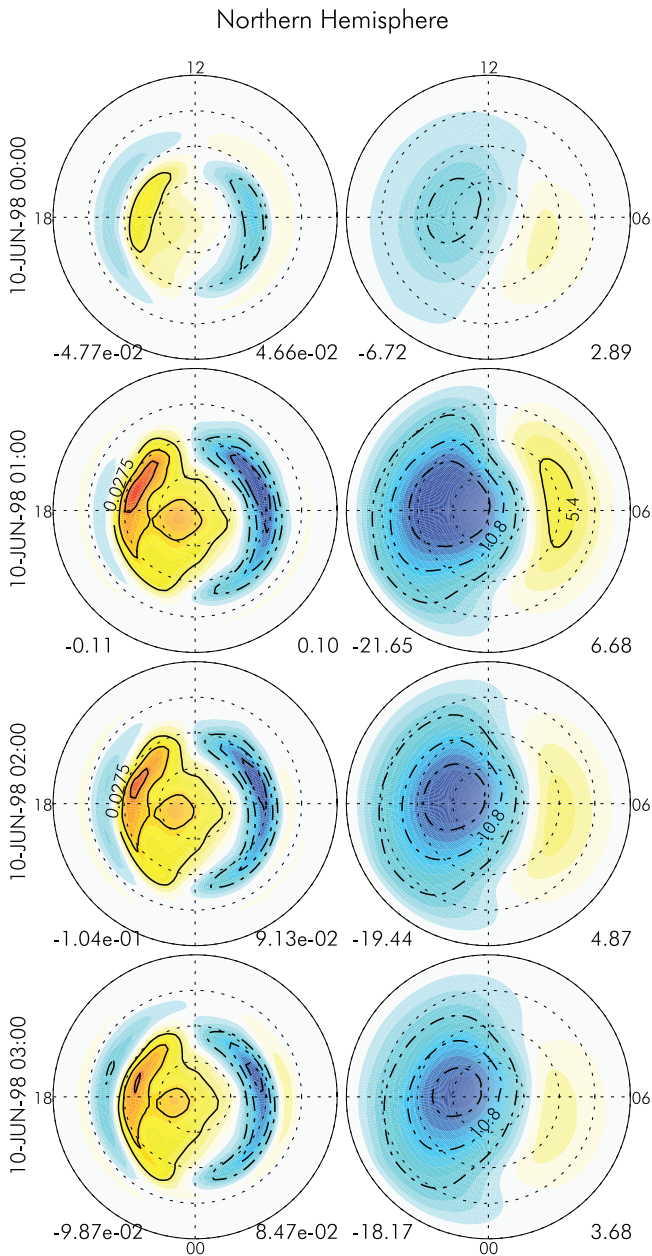 Northern Hemisphere
12 12
10-JUN-98 00:00
18 06
-4.77e-02 4.66e-02 -6.72 2.89
10-JUN-98 01:00
0.0275
18 10.8 5.4 06
-0.11 0.10 -21.65 6.68
10-JUN-98 02:00
0.0275
18 -10.8 06
-1.04e-01 9.13e-02 -19.44 4.87
10-JUN-98 03:00
18 10.8 06
-9.87e-02 8.47e-02 -18.17 3.68
00 00